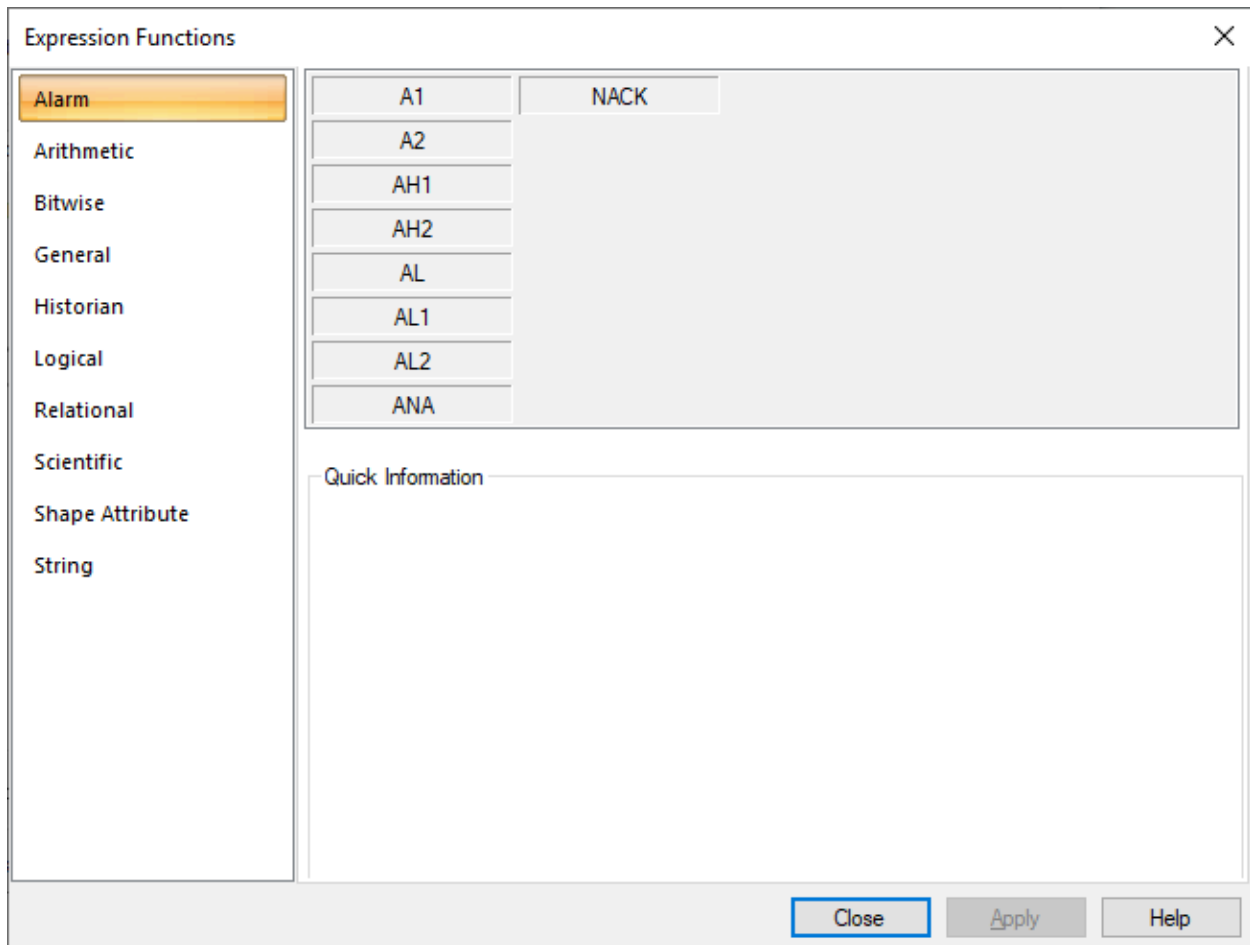 Expression Functions
Alarm
Arithmetic
Bitwise
General
Historian
Logical
Relational
Scientific
Shape Attribute
String
A1 NACK
A2
AH1
AH2
AL
AL1
AL2
ANA
Quick Information
Close Apply Help